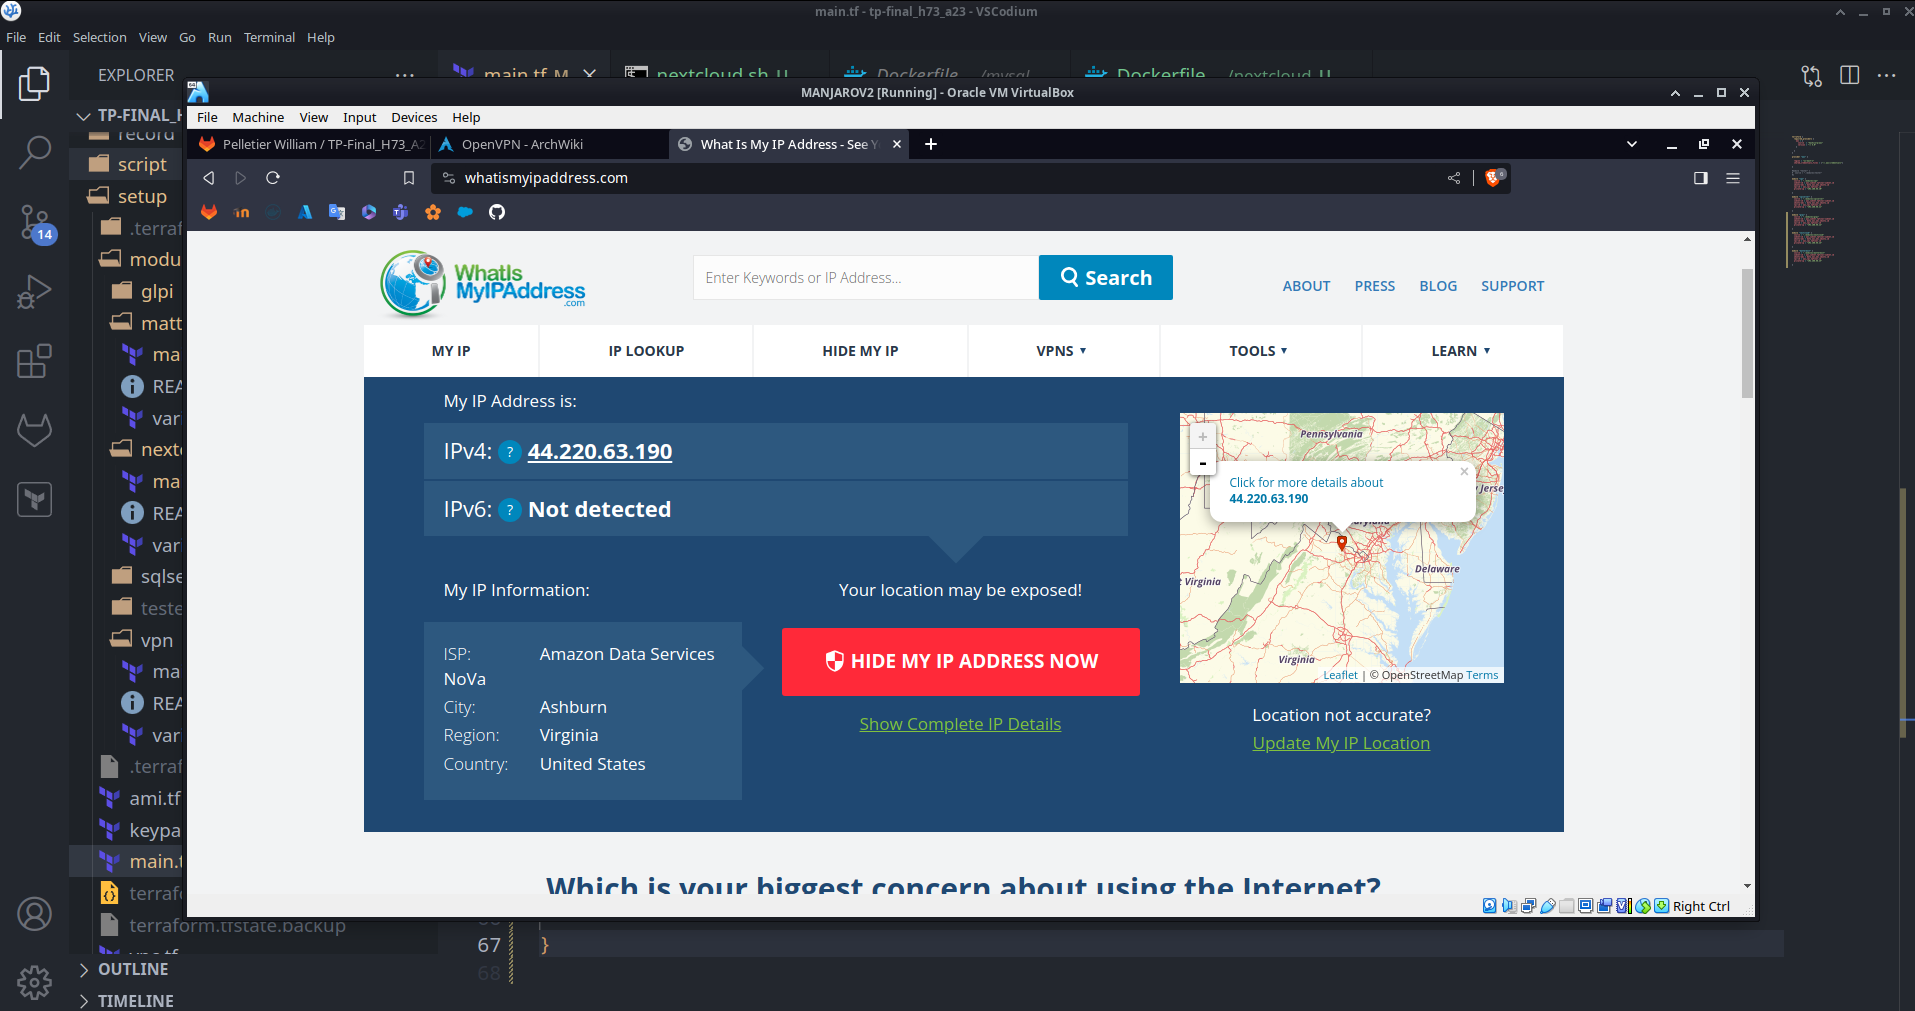 main.tf - tp-final_h73_a23 - VSCodium
File Edit Selection View Go Run Terminal Help
EXPLORER
main.tf M
nextcloud.sh U
Dockerfile .../mysql
Dockerfile .../nextcloud U
TP-FINAL_H
record
script
setup
.terraf
modu
glpi
matt
ma
REA
vari
nextc
ma
REA
vari
sqlse
teste
vpn
ma
REA
vari
.terraf
ami.tf
keypa
main.t
terrafo
terraform.tfstate.backup
vpc.tf
OUTLINE
TIMELINE
14
MANJAROV2 [Running] - Oracle VM VirtualBox
File Machine View Input Devices Help
Pelletier William / TP-Final_H73_A2
OpenVPN - ArchWiki
What Is My IP Address - See Y
whatismyipaddress.com
6
WhatIs
MyIPAddress
.com
Enter Keywords or IP Address...
Search
ABOUT PRESS BLOG SUPPORT
MY IP
IP LOOKUP
HIDE MY IP
VPNS
TOOLS
LEARN
My IP Address is:
IPv4: ? 44.220.63.190
IPv6: ? Not detected
My IP Information:
Your location may be exposed!
ISP: Amazon Data Services
NoVa
City: Ashburn
Region: Virginia
Country: United States
HIDE MY IP ADDRESS NOW
Show Complete IP Details
Pennsylvania
+
-
Click for more details about
44.220.63.190
×
Jerse
Delaware
Virginia
Virginia
Leaflet | © OpenStreetMap Terms
Location not accurate?
Update My IP Location
Which is your biggest concern about using the Internet?
Right Ctrl
67 }
68